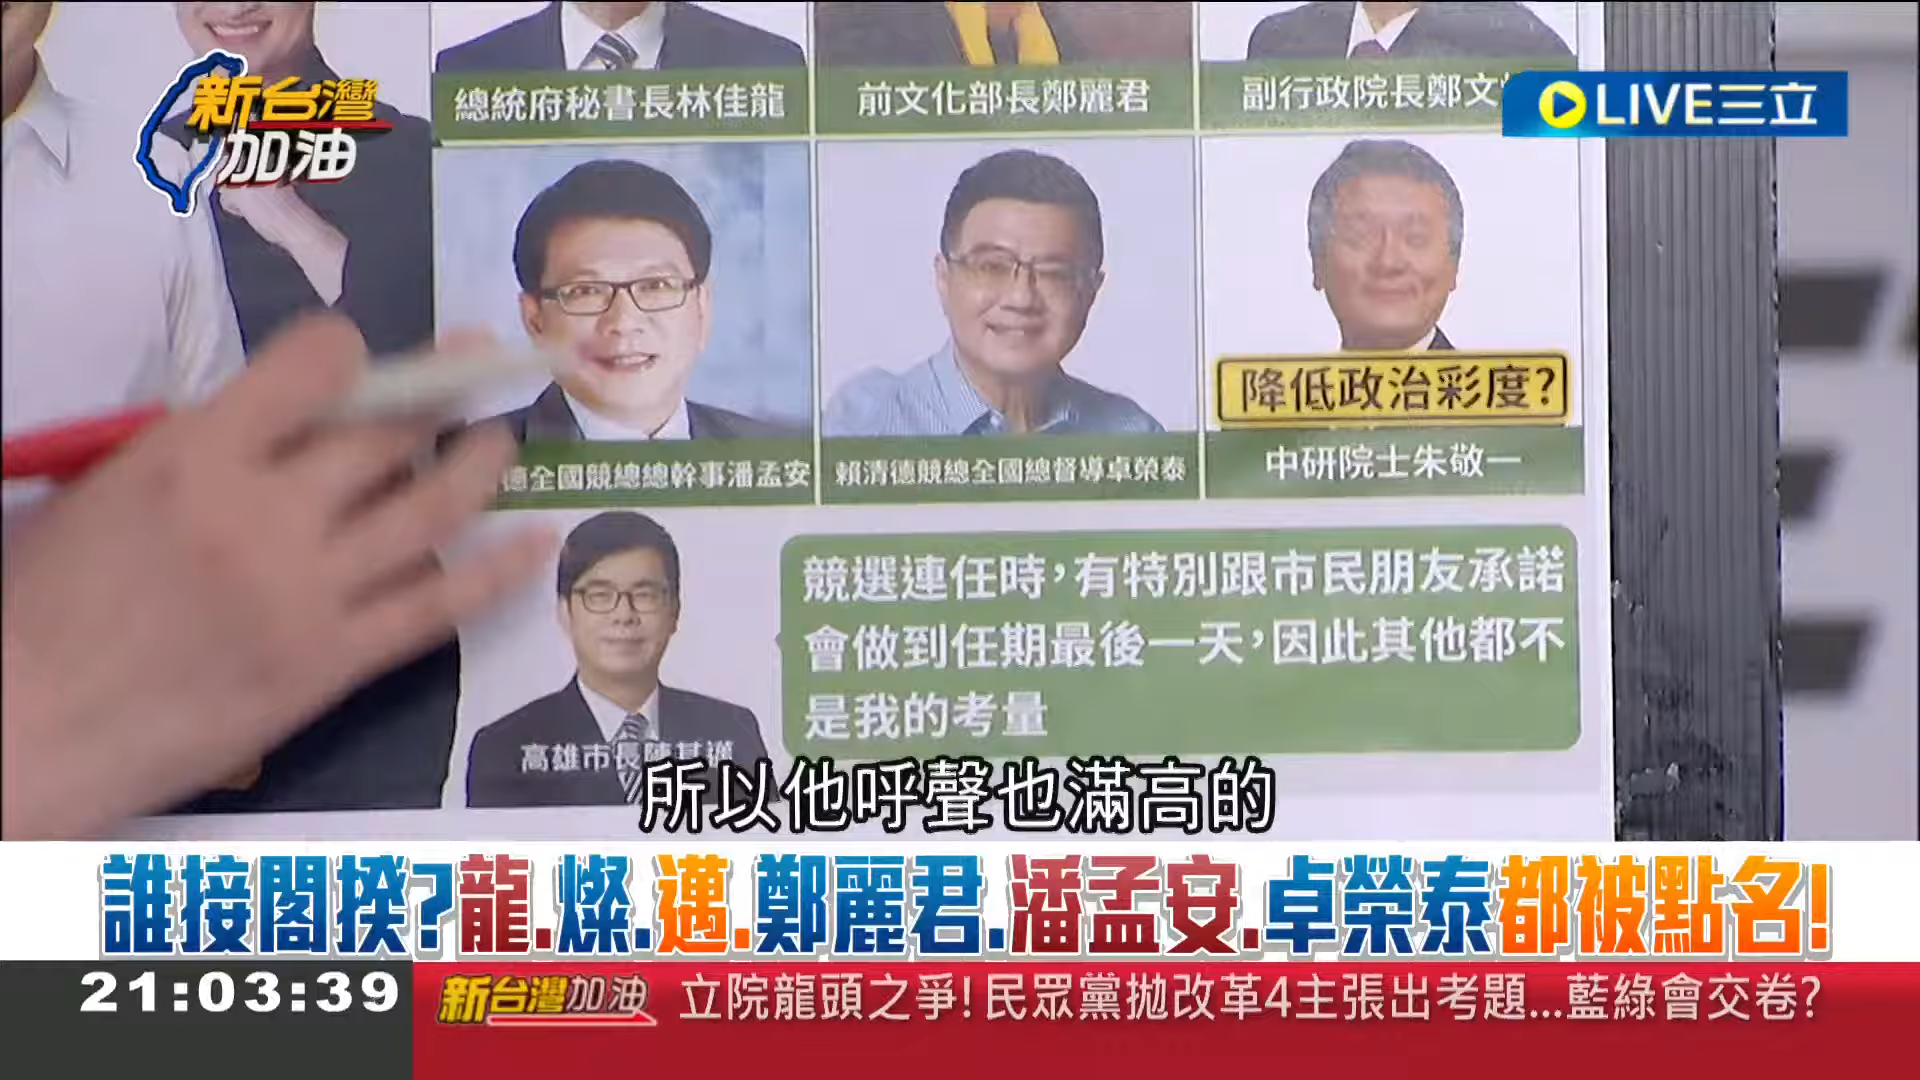 新台灣
加油
LIVE三立
總統府秘書長林佳龍
前文化部長鄭麗君
副行政院長鄭文
降低政治彩度?
德全國競總總幹事潘孟安
賴清德競總全國總督導卓榮泰
中研院士朱敬一
競選連任時,有特別跟市民朋友承諾
會做到任期最後一天,因此其他都不
是我的考量
高雄市長陳其邁
所以他呼聲也滿高的
誰接閣揆?龍.燦.邁.鄭麗君.潘孟安.卓榮泰都被點名!
21:03:39
新台灣加油
立院龍頭之爭!民眾黨拋改革4主張出考題...藍綠會交卷?